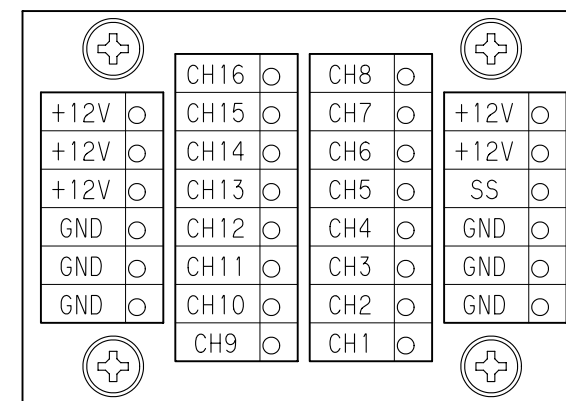 CH16 CH8
+12V CH15 CH7 +12V
+12V CH14 CH6 +12V
+12V CH13 CH5 SS
GND CH12 CH4 GND
GND CH11 CH3 GND
GND CH10 CH2 GND
CH9 CH1